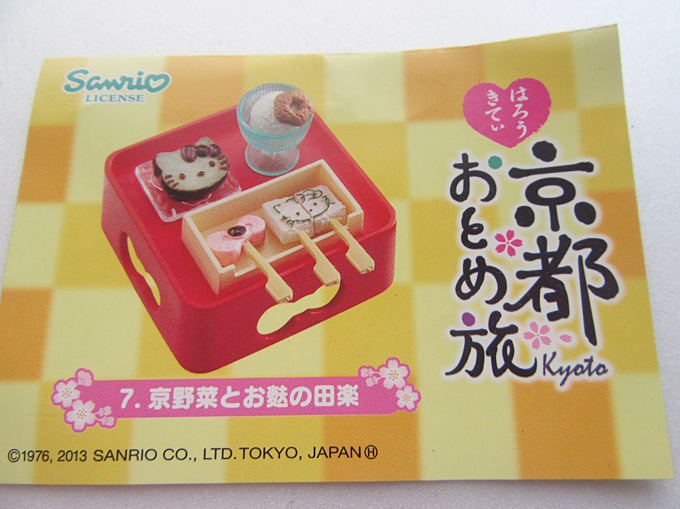 Sanrio
LICENSE
はろう
きてぃ
京都
おとめ旅
Kyoto
7. 京野菜とお麩の田楽
©1976, 2013 SANRIO CO., LTD. TOKYO, JAPAN Ⓗ